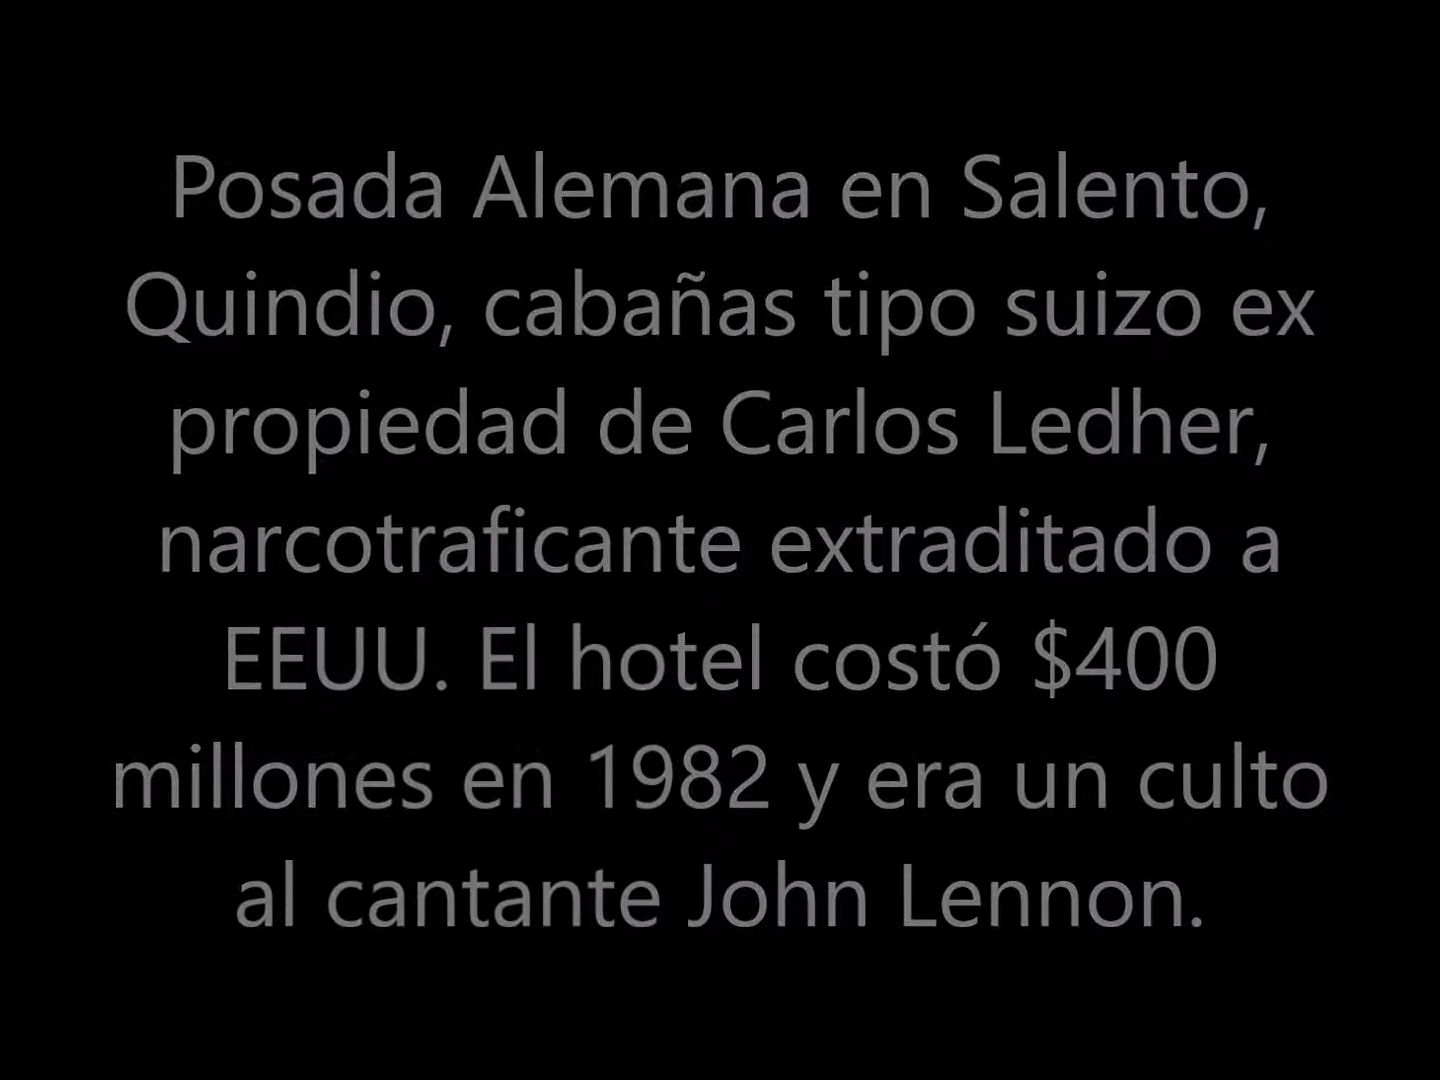 Posada Alemana en Salento,
Quindio, cabañas tipo suizo ex
propiedad de Carlos Ledher,
narcotraficante extraditado a
EEUU. El hotel costó $400
millones en 1982 y era un culto
al cantante John Lennon.